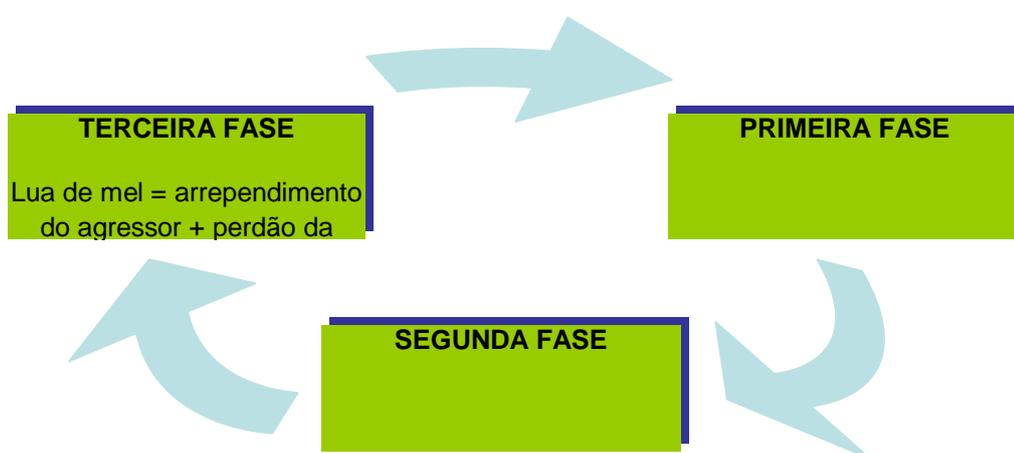 TERCEIRA FASE
Lua de mel = arrependimento
do agressor + perdão da
PRIMEIRA FASE
SEGUNDA FASE